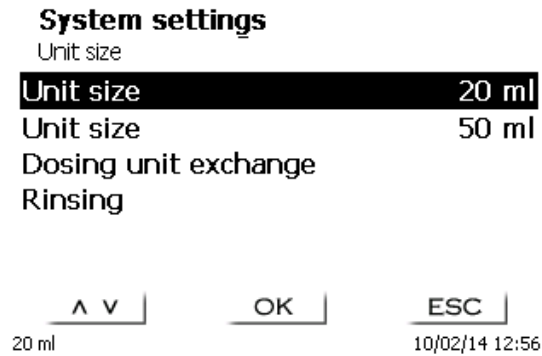 System settings
Unit size
Unit size 20 ml
Unit size 50 ml
Dosing unit exchange
Rinsing
∧ ∨ OK ESC
20 ml 10/02/14 12:56